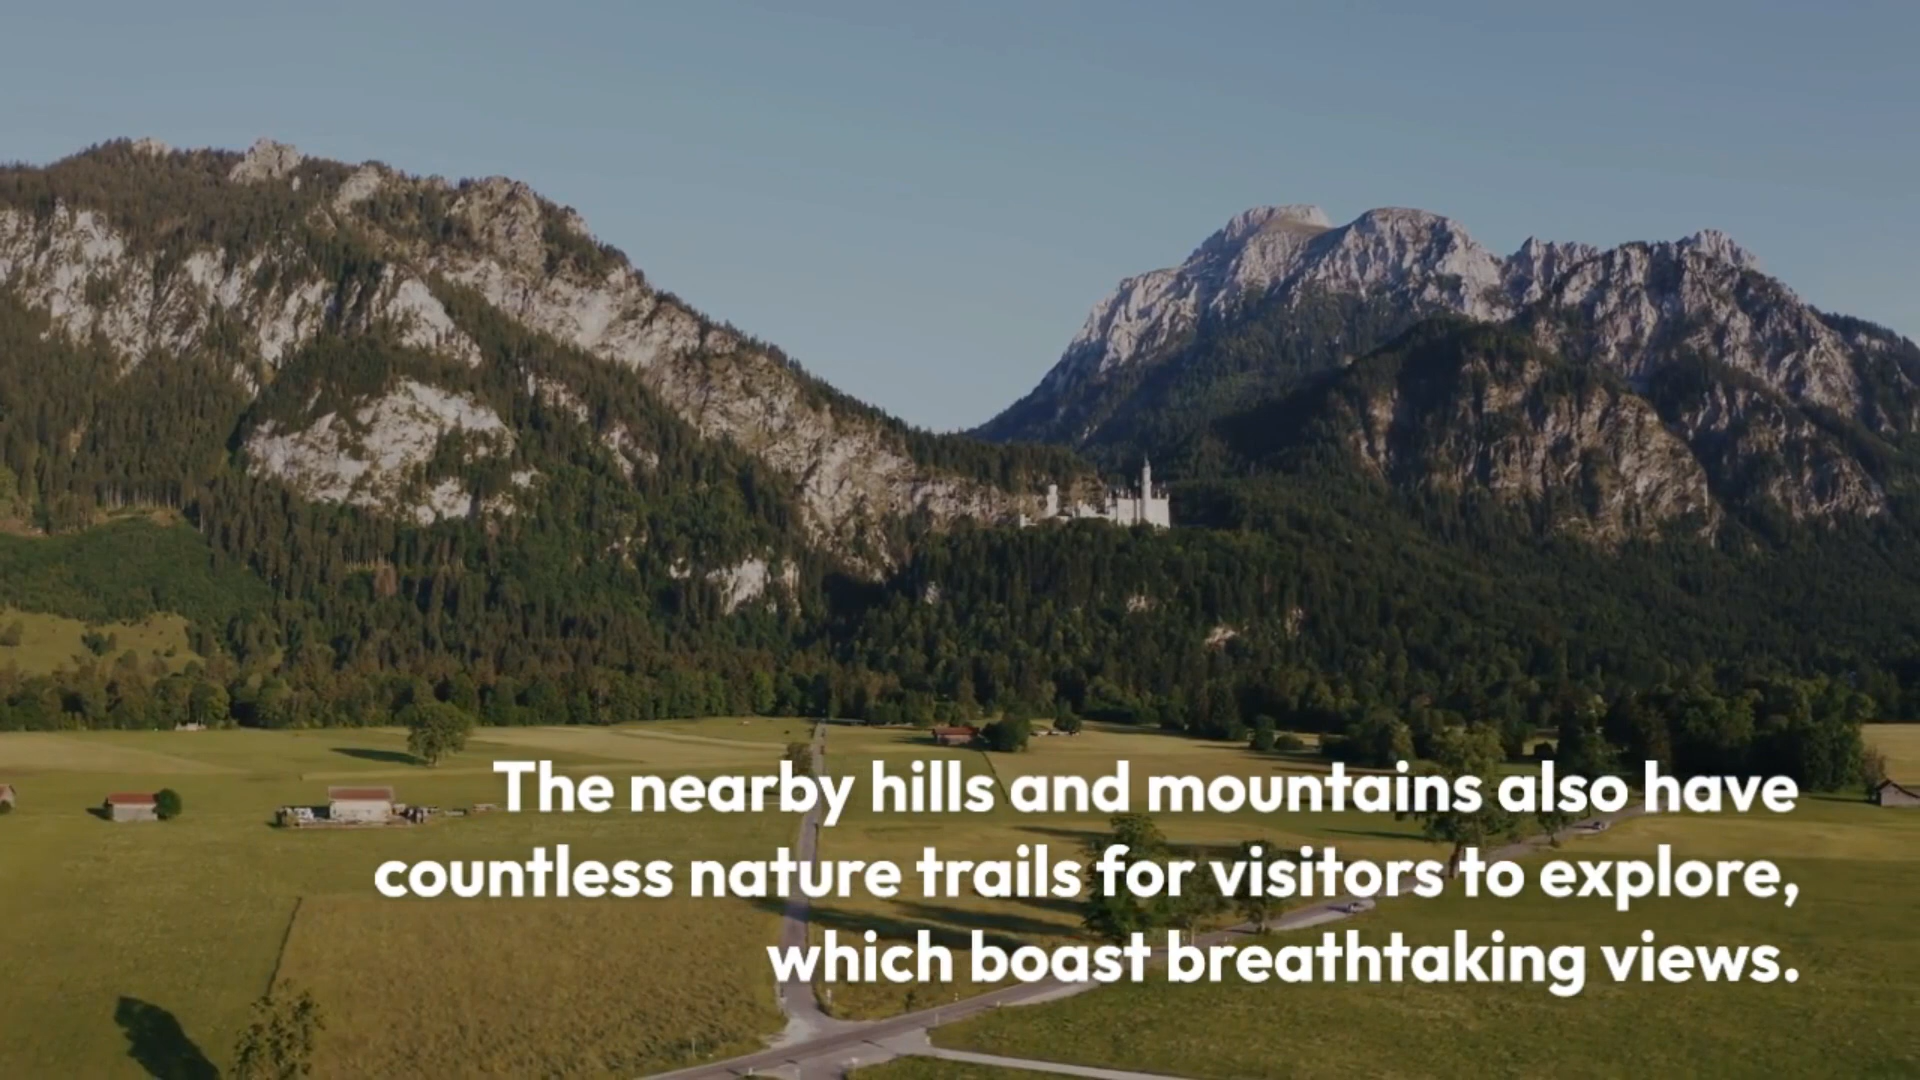 The nearby hills and mountains also have
countless nature trails for visitors to explore,
which boast breathtaking views.